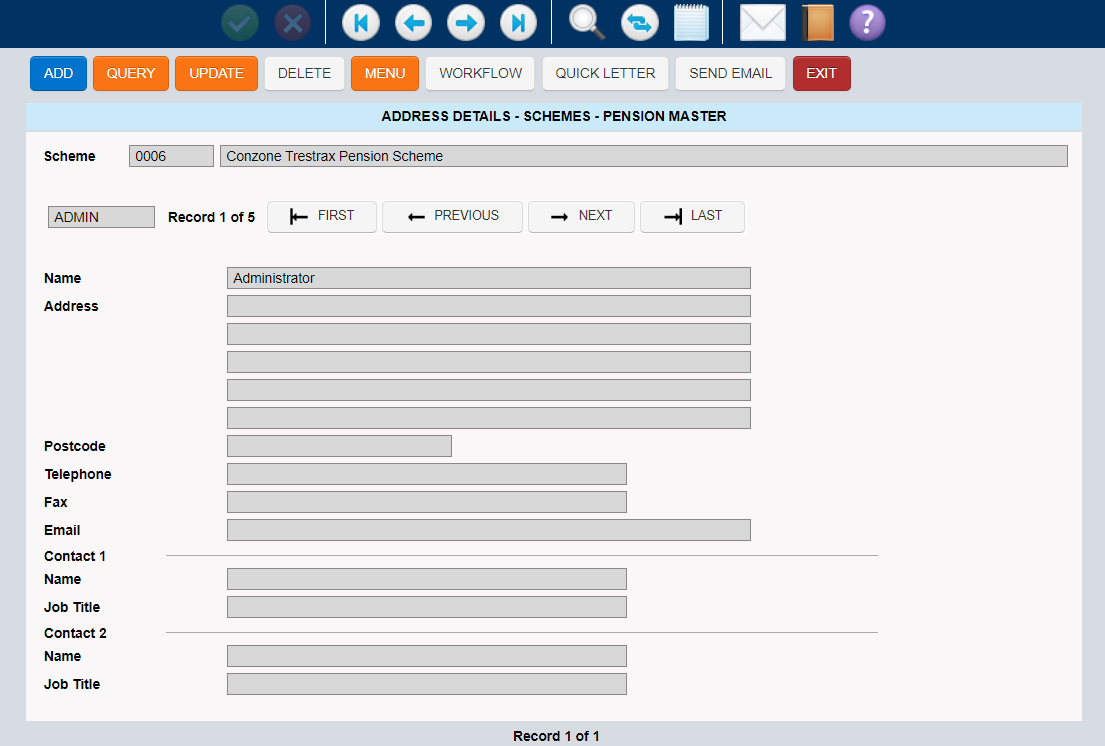 ?
ADD QUERY UPDATE DELETE MENU WORKFLOW QUICK LETTER SEND EMAIL EXIT
ADDRESS DETAILS - SCHEMES - PENSION MASTER
Scheme 0006 Conzone Trestrax Pension Scheme
ADMIN Record 1 of 5 FIRST PREVIOUS NEXT LAST
Name Administrator
Address
Postcode
Telephone
Fax
Email
Contact 1
Name
Job Title
Contact 2
Name
Job Title
Record 1 of 1